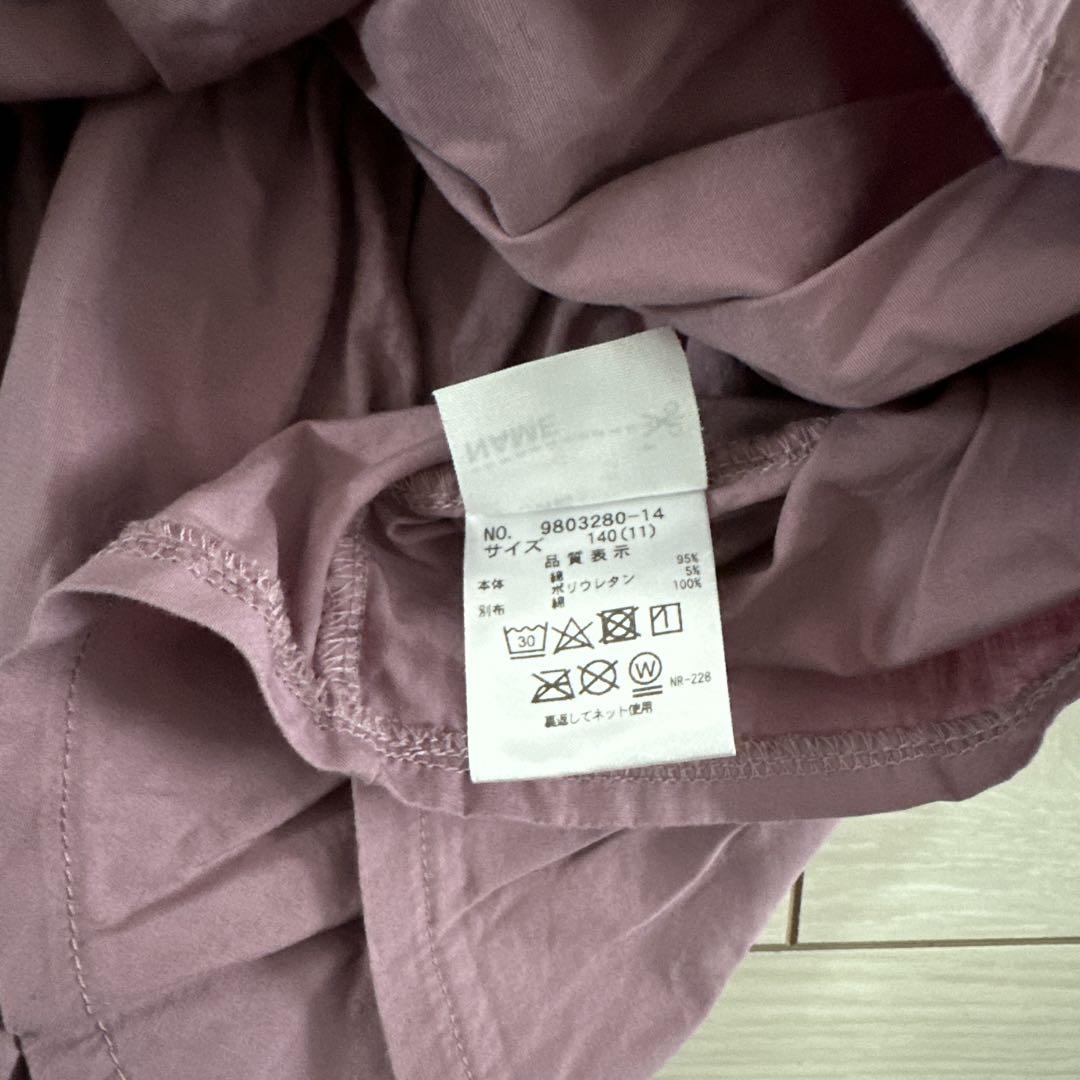 NAME
NO. 9803280-14
サイズ 140(11)
品質表示
本体 綿 95%
ポリウレタン 5%
別布 綿 100%
30
W
NR-228
裏返してネット使用